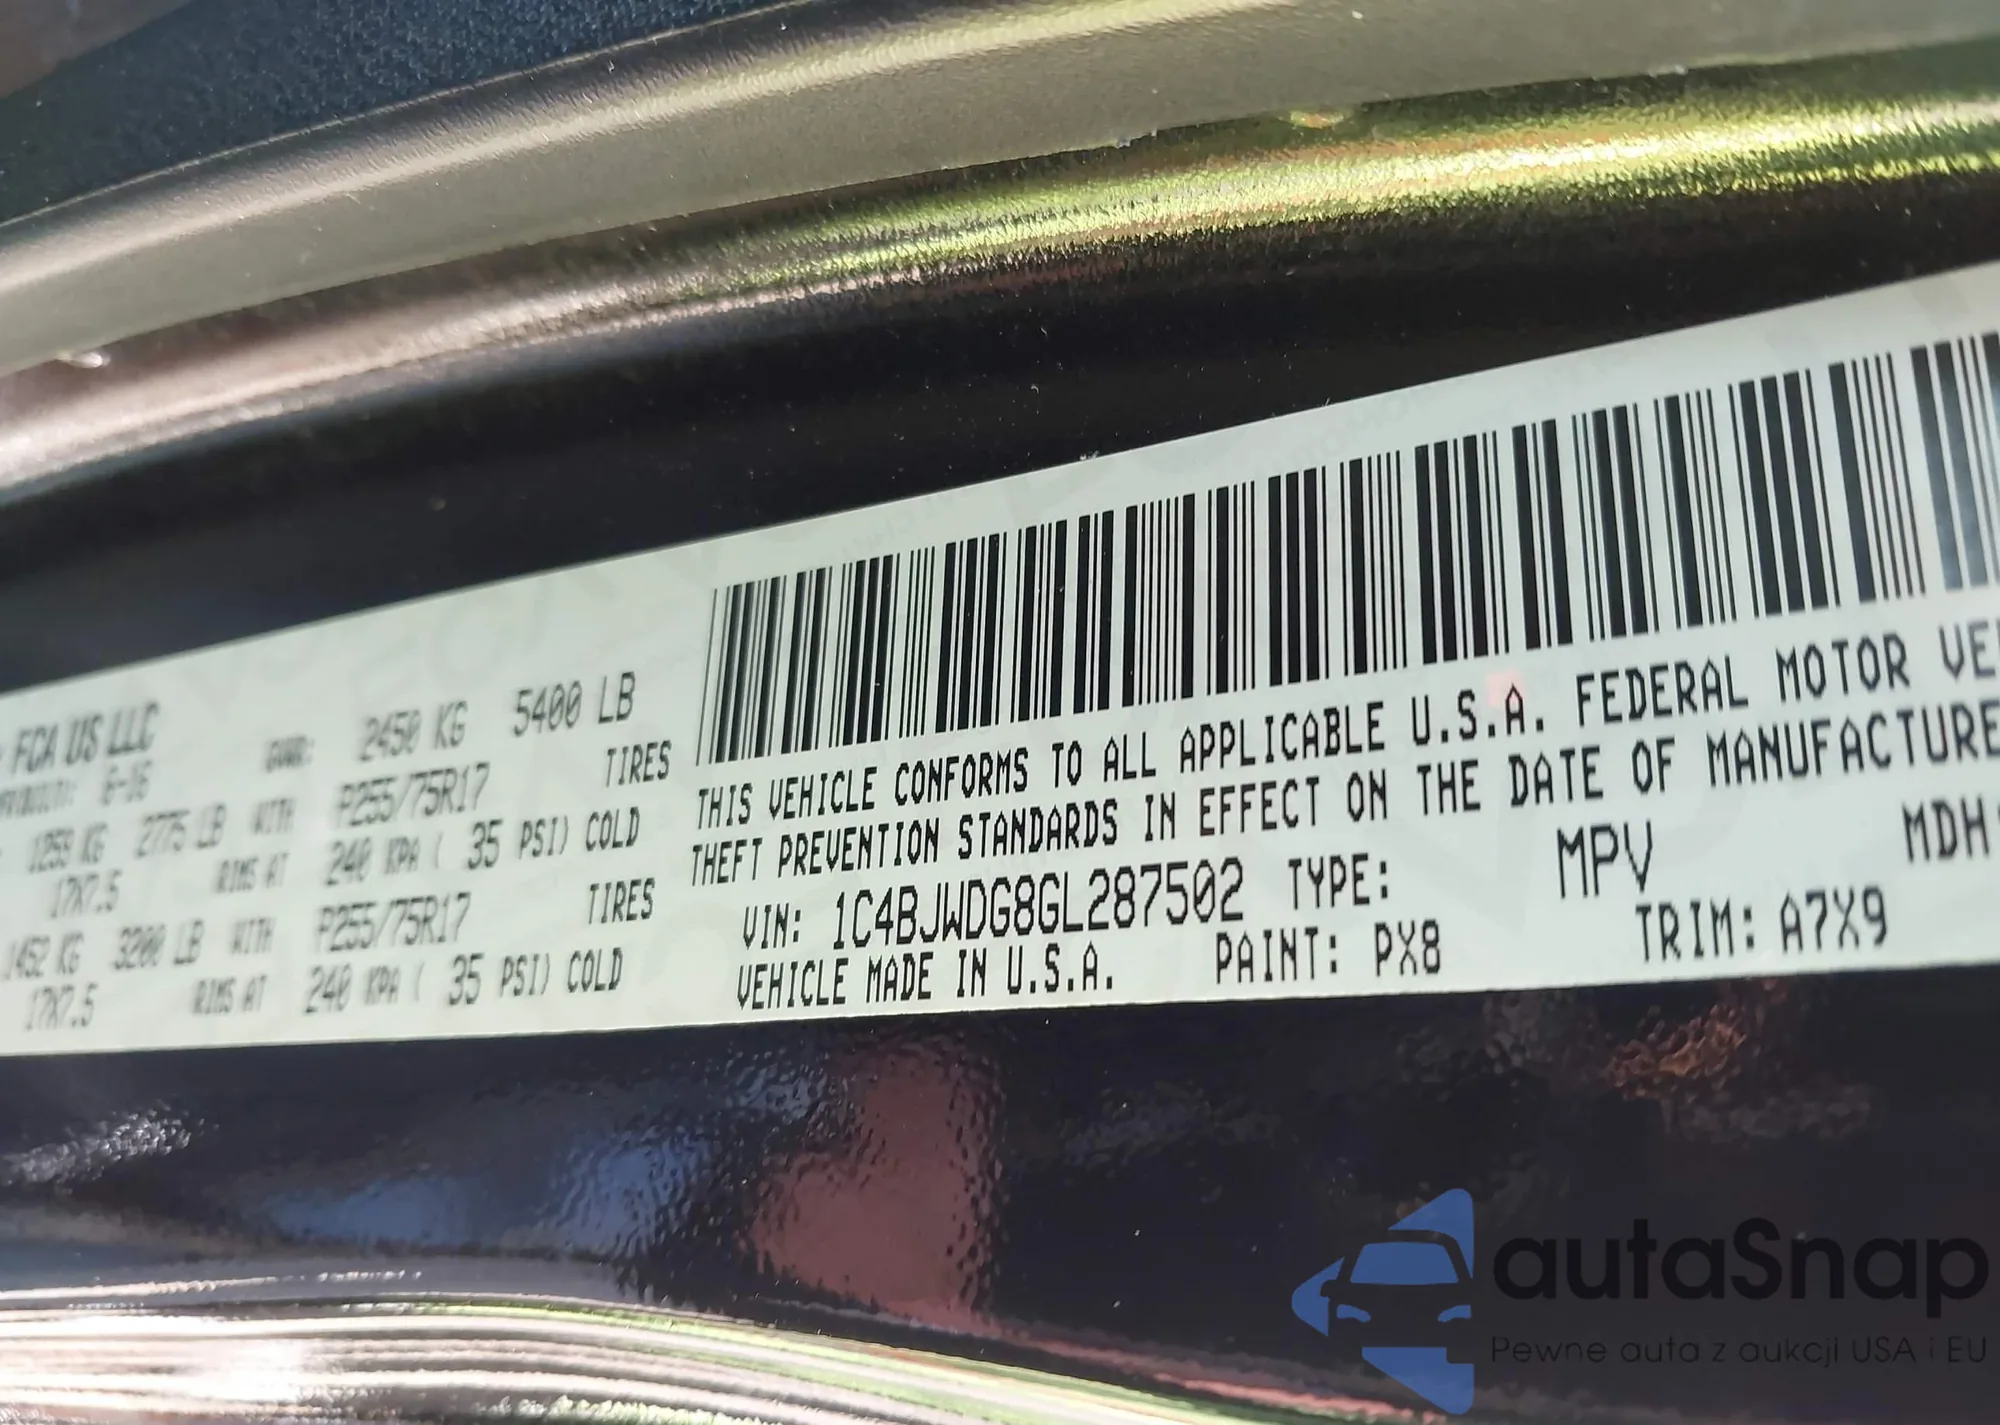 FCA US LLC
GVWR: 2450 KG 5400 LB
6-16
1259 KG 2775 LB WITH P255/75R17 TIRES
17X7.5 RIMS AT 240 KPA ( 35 PSI) COLD
1452 KG 3200 LB WITH P255/75R17 TIRES
17X7.5 RIMS AT 240 KPA ( 35 PSI) COLD
THIS VEHICLE CONFORMS TO ALL APPLICABLE U.S.A. FEDERAL MOTOR VE
THEFT PREVENTION STANDARDS IN EFFECT ON THE DATE OF MANUFACTURE
VIN: 1C4BJWDG8GL287502 TYPE: MPV MDH:
VEHICLE MADE IN U.S.A. PAINT: PX8 TRIM: A7X9
autaSnap
Pewne auta z aukcji USA i EU